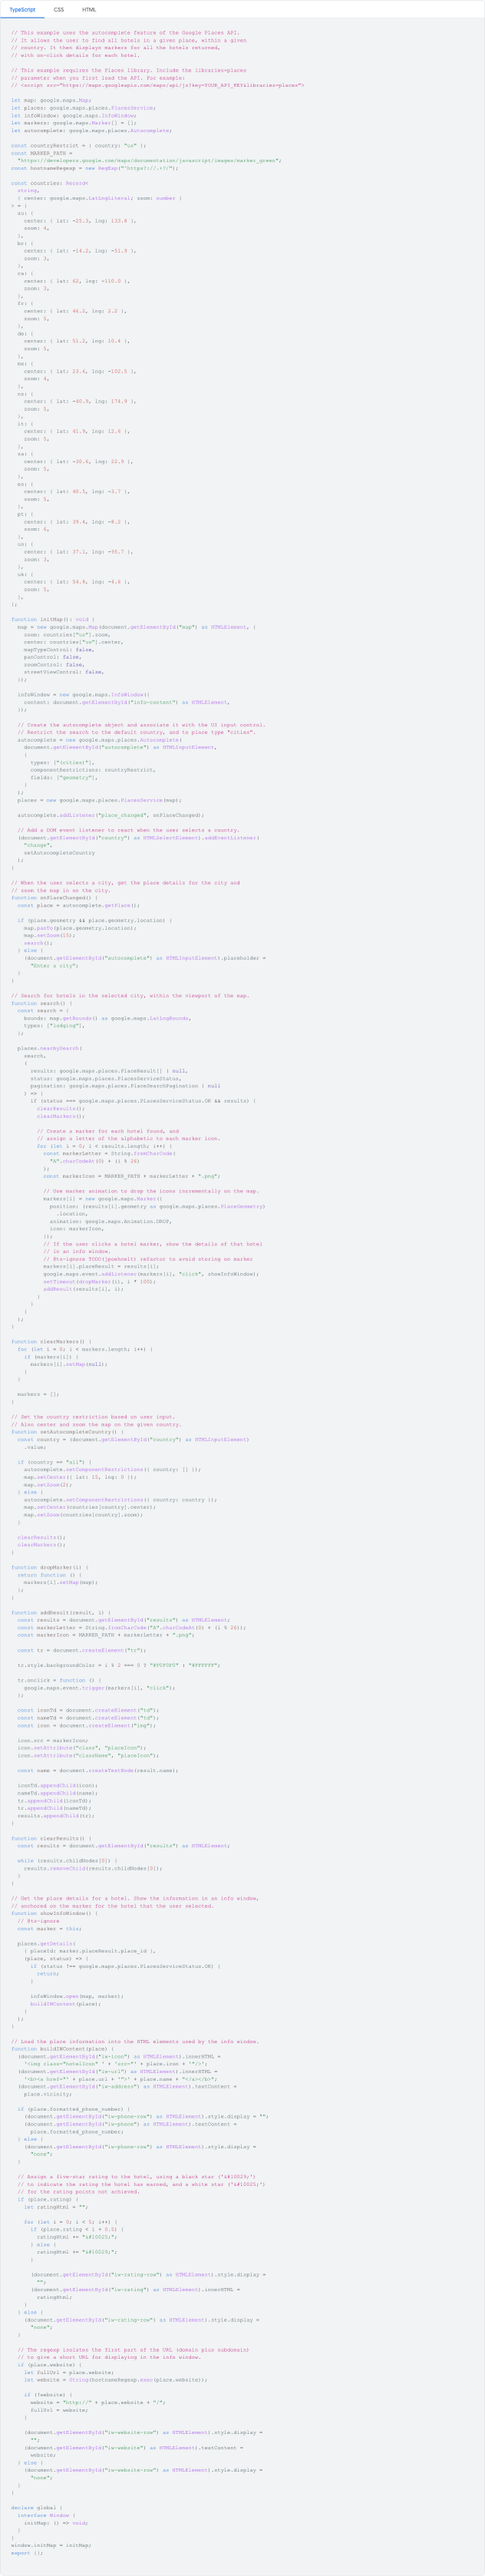 TypeScript
CSS
HTML
// This example uses the autocomplete feature of the Google Places API.
// It allows the user to find all hotels in a given place, within a given
// country. It then displays markers for all the hotels returned,
// with on-click details for each hotel.
// This example requires the Places library. Include the libraries=places
// parameter when you first load the API. For example:
// <script src="https://maps.googleapis.com/maps/api/js?key=YOUR_API_KEY&libraries=places">
let map: google.maps.Map;
let places: google.maps.places.PlacesService;
let infoWindow: google.maps.InfoWindow;
let markers: google.maps.Marker[] = [];
let autocomplete: google.maps.places.Autocomplete;
const countryRestrict = { country: "us" };
const MARKER_PATH =
"https://developers.google.com/maps/documentation/javascript/images/marker_green";
const hostnameRegexp = new RegExp("^https?://.+?/");
const countries: Record<
string,
{ center: google.maps.LatLngLiteral; zoom: number }
> = {
au: {
center: { lat: -25.3, lng: 133.8 },
zoom: 4,
},
br: {
center: { lat: -14.2, lng: -51.9 },
zoom: 3,
},
ca: {
center: { lat: 62, lng: -110.0 },
zoom: 3,
},
fr: {
center: { lat: 46.2, lng: 2.2 },
zoom: 5,
},
de: {
center: { lat: 51.2, lng: 10.4 },
zoom: 5,
},
mx: {
center: { lat: 23.6, lng: -102.5 },
zoom: 4,
},
nz: {
center: { lat: -40.9, lng: 174.9 },
zoom: 5,
},
it: {
center: { lat: 41.9, lng: 12.6 },
zoom: 5,
},
za: {
center: { lat: -30.6, lng: 22.9 },
zoom: 5,
},
es: {
center: { lat: 40.5, lng: -3.7 },
zoom: 5,
},
pt: {
center: { lat: 39.4, lng: -8.2 },
zoom: 6,
},
us: {
center: { lat: 37.1, lng: -95.7 },
zoom: 3,
},
uk: {
center: { lat: 54.8, lng: -4.6 },
zoom: 5,
},
};
function initMap(): void {
map = new google.maps.Map(document.getElementById("map") as HTMLElement, {
zoom: countries["us"].zoom,
center: countries["us"].center,
mapTypeControl: false,
panControl: false,
zoomControl: false,
streetViewControl: false,
});
infoWindow = new google.maps.InfoWindow({
content: document.getElementById("info-content") as HTMLElement,
});
// Create the autocomplete object and associate it with the UI input control.
// Restrict the search to the default country, and to place type "cities".
autocomplete = new google.maps.places.Autocomplete(
document.getElementById("autocomplete") as HTMLInputElement,
{
types: ["(cities)"],
componentRestrictions: countryRestrict,
fields: ["geometry"],
}
);
places = new google.maps.places.PlacesService(map);
autocomplete.addListener("place_changed", onPlaceChanged);
// Add a DOM event listener to react when the user selects a country.
(document.getElementById("country") as HTMLSelectElement).addEventListener(
"change",
setAutocompleteCountry
);
}
// When the user selects a city, get the place details for the city and
// zoom the map in on the city.
function onPlaceChanged() {
const place = autocomplete.getPlace();
if (place.geometry && place.geometry.location) {
map.panTo(place.geometry.location);
map.setZoom(15);
search();
} else {
(document.getElementById("autocomplete") as HTMLInputElement).placeholder =
"Enter a city";
}
}
// Search for hotels in the selected city, within the viewport of the map.
function search() {
const search = {
bounds: map.getBounds() as google.maps.LatLngBounds,
types: ["lodging"],
};
places.nearbySearch(
search,
(
results: google.maps.places.PlaceResult[] | null,
status: google.maps.places.PlacesServiceStatus,
pagination: google.maps.places.PlaceSearchPagination | null
) => {
if (status === google.maps.places.PlacesServiceStatus.OK && results) {
clearResults();
clearMarkers();
// Create a marker for each hotel found, and
// assign a letter of the alphabetic to each marker icon.
for (let i = 0; i < results.length; i++) {
const markerLetter = String.fromCharCode(
"A".charCodeAt(0) + (i % 26)
);
const markerIcon = MARKER_PATH + markerLetter + ".png";
// Use marker animation to drop the icons incrementally on the map.
markers[i] = new google.maps.Marker({
position: (results[i].geometry as google.maps.places.PlaceGeometry)
.location,
animation: google.maps.Animation.DROP,
icon: markerIcon,
});
// If the user clicks a hotel marker, show the details of that hotel
// in an info window.
// @ts-ignore TODO(jpoehnelt) refactor to avoid storing on marker
markers[i].placeResult = results[i];
google.maps.event.addListener(markers[i], "click", showInfoWindow);
setTimeout(dropMarker(i), i * 100);
addResult(results[i], i);
}
}
}
);
}
function clearMarkers() {
for (let i = 0; i < markers.length; i++) {
if (markers[i]) {
markers[i].setMap(null);
}
}
markers = [];
}
// Set the country restriction based on user input.
// Also center and zoom the map on the given country.
function setAutocompleteCountry() {
const country = (document.getElementById("country") as HTMLInputElement)
.value;
if (country == "all") {
autocomplete.setComponentRestrictions({ country: [] });
map.setCenter({ lat: 15, lng: 0 });
map.setZoom(2);
} else {
autocomplete.setComponentRestrictions({ country: country });
map.setCenter(countries[country].center);
map.setZoom(countries[country].zoom);
}
clearResults();
clearMarkers();
}
function dropMarker(i) {
return function () {
markers[i].setMap(map);
};
}
function addResult(result, i) {
const results = document.getElementById("results") as HTMLElement;
const markerLetter = String.fromCharCode("A".charCodeAt(0) + (i % 26));
const markerIcon = MARKER_PATH + markerLetter + ".png";
const tr = document.createElement("tr");
tr.style.backgroundColor = i % 2 === 0 ? "#F0F0F0" : "#FFFFFF";
tr.onclick = function () {
google.maps.event.trigger(markers[i], "click");
};
const iconTd = document.createElement("td");
const nameTd = document.createElement("td");
const icon = document.createElement("img");
icon.src = markerIcon;
icon.setAttribute("class", "placeIcon");
icon.setAttribute("className", "placeIcon");
const name = document.createTextNode(result.name);
iconTd.appendChild(icon);
nameTd.appendChild(name);
tr.appendChild(iconTd);
tr.appendChild(nameTd);
results.appendChild(tr);
}
function clearResults() {
const results = document.getElementById("results") as HTMLElement;
while (results.childNodes[0]) {
results.removeChild(results.childNodes[0]);
}
}
// Get the place details for a hotel. Show the information in an info window,
// anchored on the marker for the hotel that the user selected.
function showInfoWindow() {
// @ts-ignore
const marker = this;
places.getDetails(
{ placeId: marker.placeResult.place_id },
(place, status) => {
if (status !== google.maps.places.PlacesServiceStatus.OK) {
return;
}
infoWindow.open(map, marker);
buildIWContent(place);
}
);
}
// Load the place information into the HTML elements used by the info window.
function buildIWContent(place) {
(document.getElementById("iw-icon") as HTMLElement).innerHTML =
'<img class="hotelIcon" ' + 'src="' + place.icon + '"/>';
(document.getElementById("iw-url") as HTMLElement).innerHTML =
'<b><a href="' + place.url + '">' + place.name + "</a></b>";
(document.getElementById("iw-address") as HTMLElement).textContent =
place.vicinity;
if (place.formatted_phone_number) {
(document.getElementById("iw-phone-row") as HTMLElement).style.display = "";
(document.getElementById("iw-phone") as HTMLElement).textContent =
place.formatted_phone_number;
} else {
(document.getElementById("iw-phone-row") as HTMLElement).style.display =
"none";
}
// Assign a five-star rating to the hotel, using a black star ('&#10029;')
// to indicate the rating the hotel has earned, and a white star ('&#10025;')
// for the rating points not achieved.
if (place.rating) {
let ratingHtml = "";
for (let i = 0; i < 5; i++) {
if (place.rating < i + 0.5) {
ratingHtml += "&#10025;";
} else {
ratingHtml += "&#10029;";
}
(document.getElementById("iw-rating-row") as HTMLElement).style.display =
"";
(document.getElementById("iw-rating") as HTMLElement).innerHTML =
ratingHtml;
}
} else {
(document.getElementById("iw-rating-row") as HTMLElement).style.display =
"none";
}
// The regexp isolates the first part of the URL (domain plus subdomain)
// to give a short URL for displaying in the info window.
if (place.website) {
let fullUrl = place.website;
let website = String(hostnameRegexp.exec(place.website));
if (!website) {
website = "http://" + place.website + "/";
fullUrl = website;
}
(document.getElementById("iw-website-row") as HTMLElement).style.display =
"";
(document.getElementById("iw-website") as HTMLElement).textContent =
website;
} else {
(document.getElementById("iw-website-row") as HTMLElement).style.display =
"none";
}
}
declare global {
interface Window {
initMap: () => void;
}
}
window.initMap = initMap;
export {};